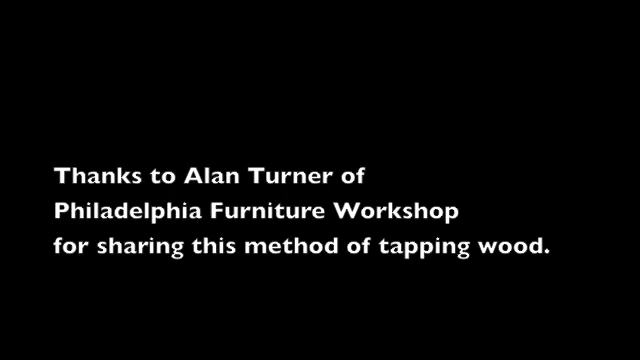 Thanks to Alan Turner of
Philadelphia Furniture Workshop
for sharing this method of tapping wood.